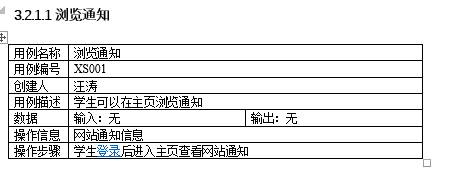 3.2.1.1 浏览通知
用例名称 浏览通知
用例编号 XS001
创建人 汪涛
用例描述 学生可以在主页浏览通知
数据 输入：无 输出：无
操作信息 网站通知信息
操作步骤 学生登录后进入主页查看网站通知